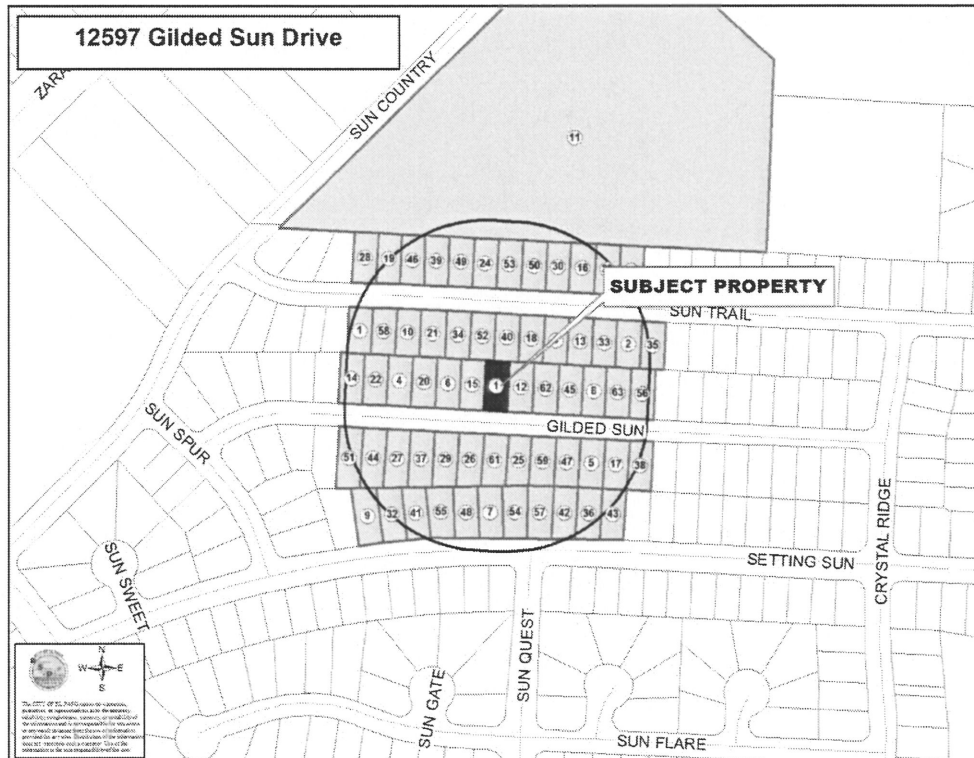 12597 Gilded Sun Drive
SUN COUNTRY
11
28 19 46 39 49 24 53 50 30 16
SUBJECT PROPERTY
SUN TRAIL
1 58 10 21 34 52 40 18 13 33 2 35
14 22 4 20 6 15 1 12 62 45 8 63 56
SUN SPUR
GILDED SUN
51 44 27 37 29 26 61 25 59 47 5 17 38
9 32 41 55 48 7 54 57 42 36 43
CRYSTAL RIDGE
SETTING SUN
SUN SWEET
N
W E
S
SUN QUEST
SUN GATE
SUN FLARE